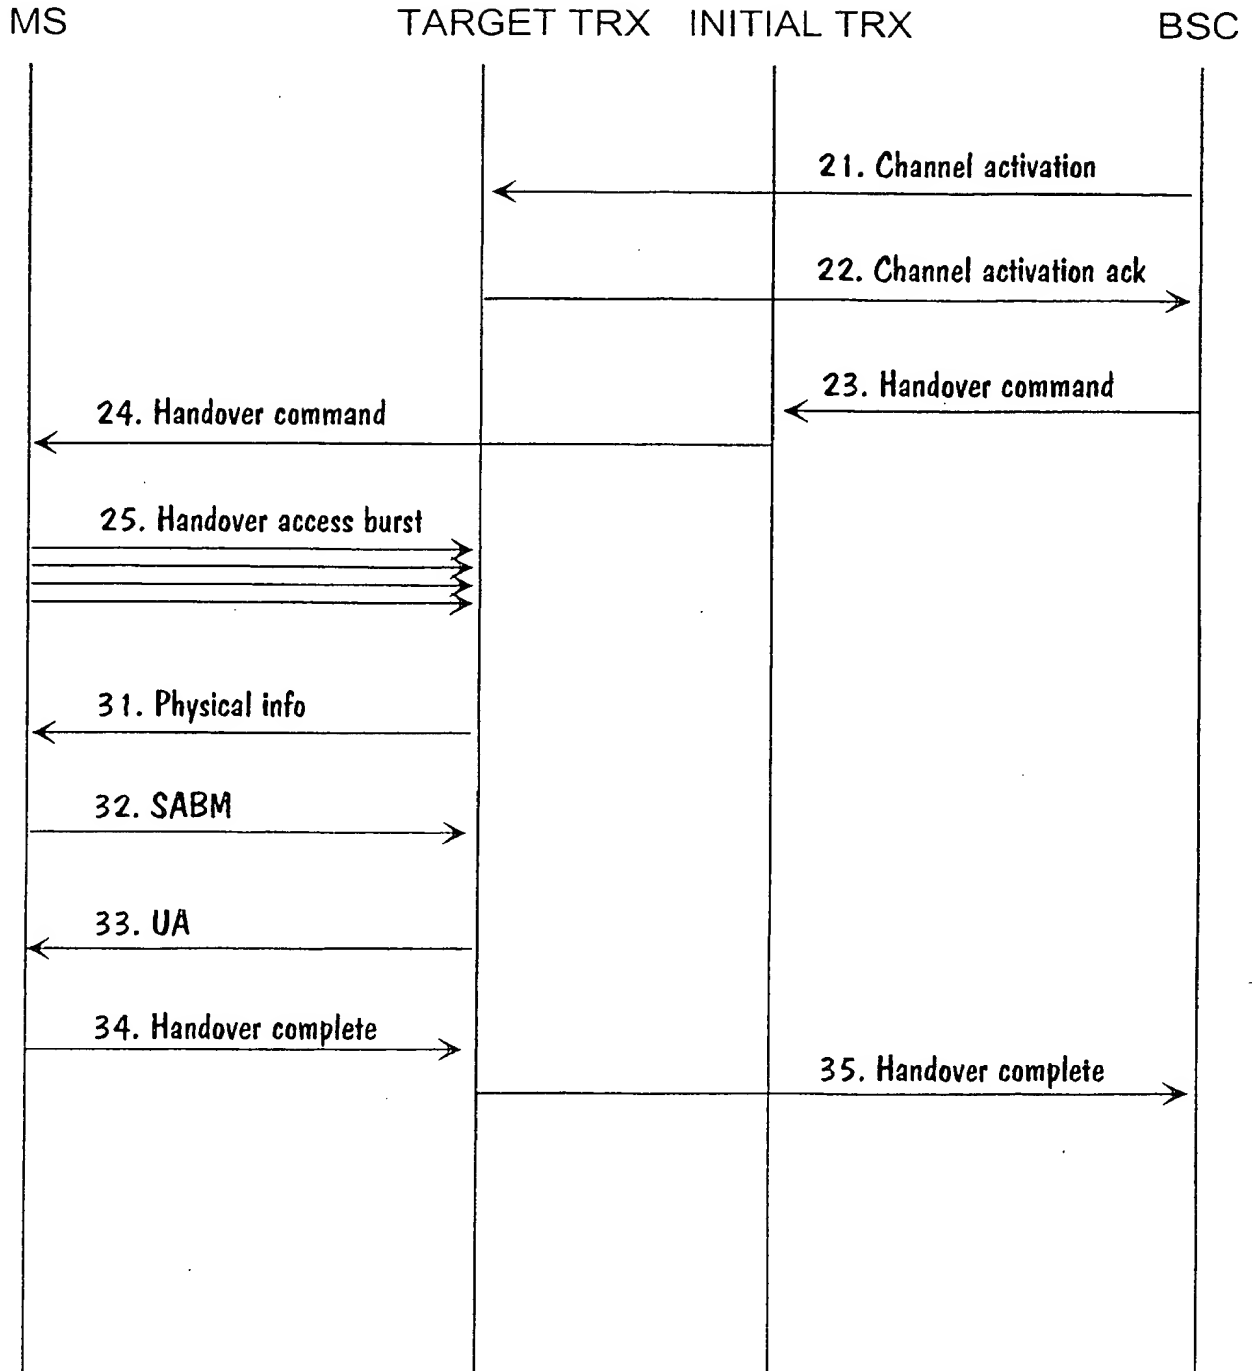 MS TARGET TRX INITIAL TRX BSC
21. Channel activation
22. Channel activation ack
23. Handover command
24. Handover command
25. Handover access burst
31. Physical info
32. SABM
33. UA
34. Handover complete
35. Handover complete